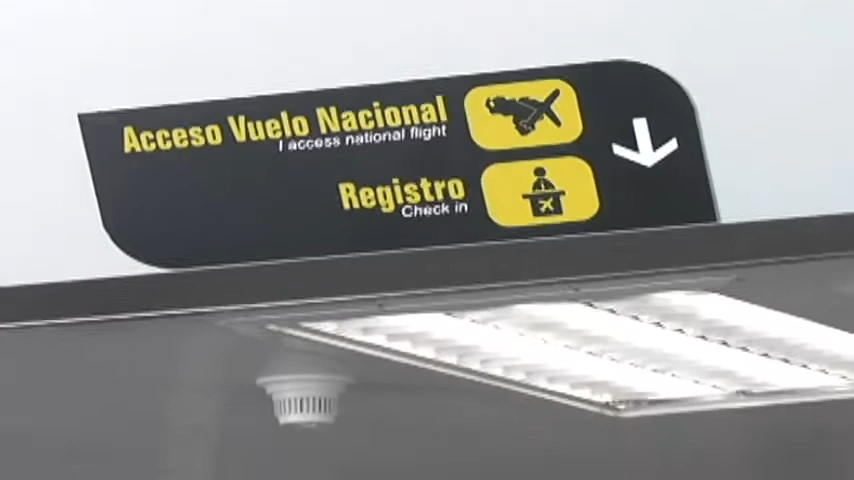 Acceso Vuelo Nacional
I access national flight
Registro
Check in